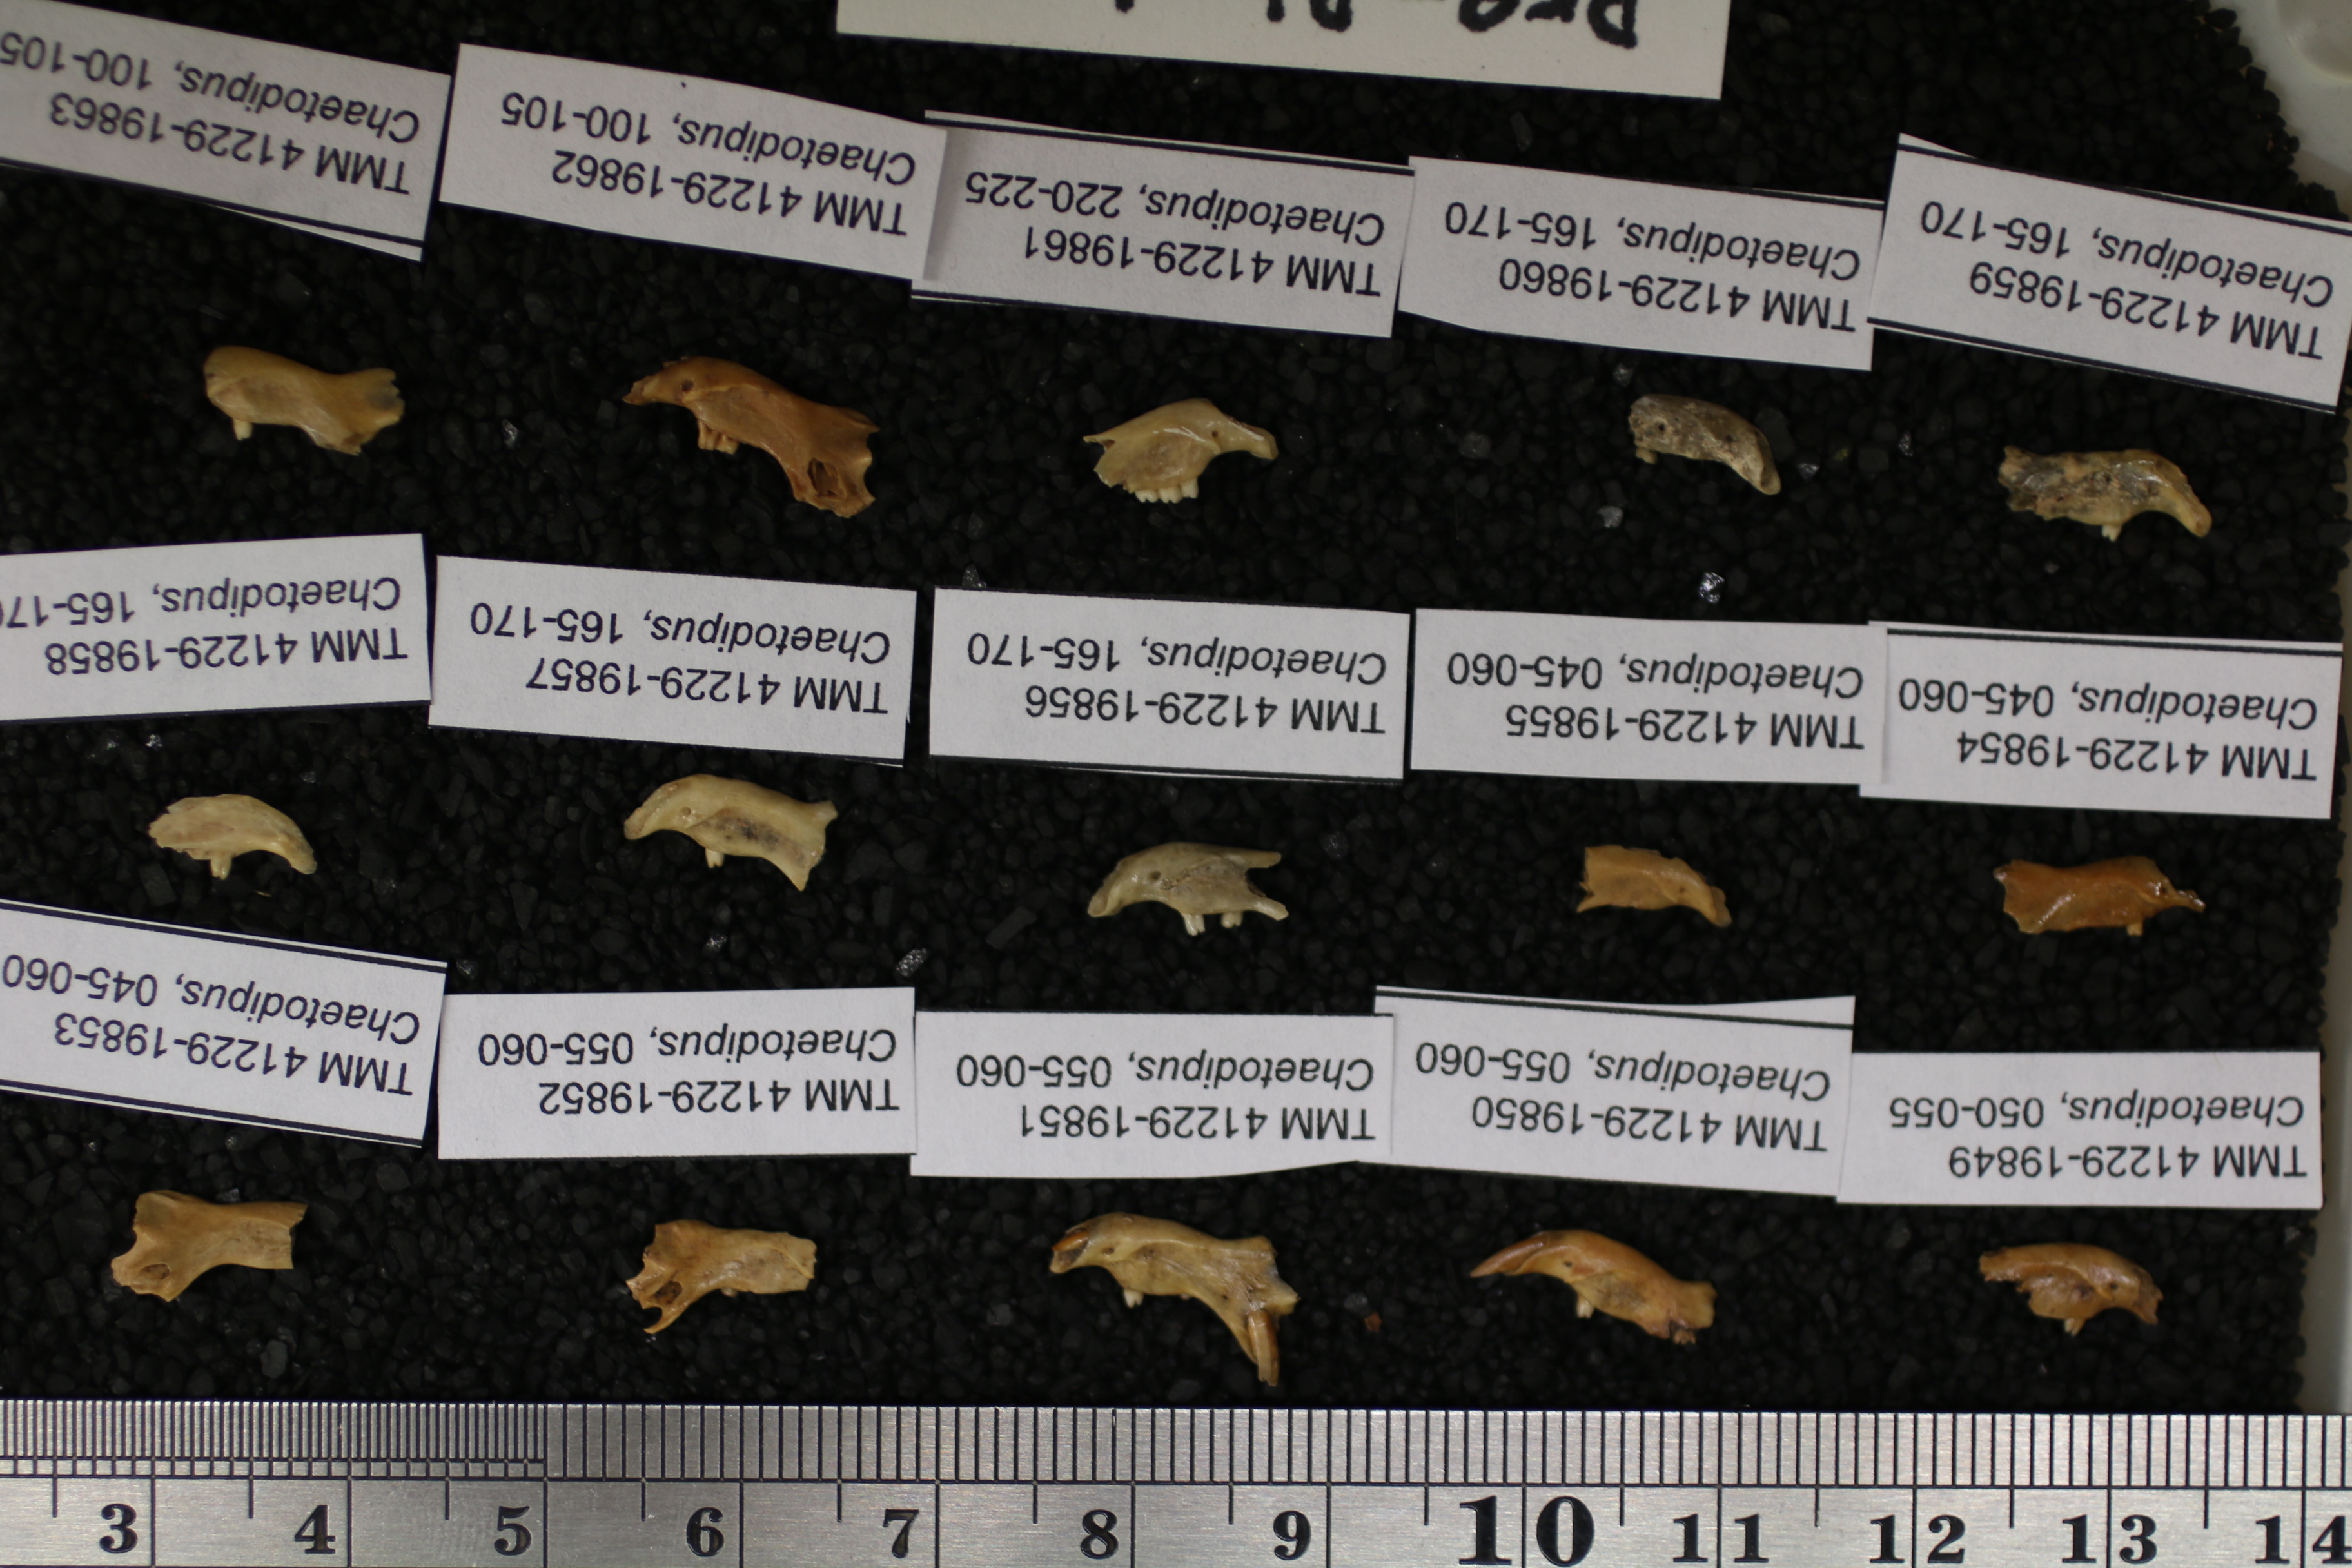 TMM 41229-19863
Chaetodipus, 100-105
TMM 41229-19862
Chaetodipus, 100-105
TMM 41229-19861
Chaetodipus, 220-225
TMM 41229-19860
Chaetodipus, 165-170
TMM 41229-19859
Chaetodipus, 165-170
TMM 41229-19858
Chaetodipus, 165-170
TMM 41229-19857
Chaetodipus, 165-170
TMM 41229-19856
Chaetodipus, 165-170
TMM 41229-19855
Chaetodipus, 045-060
TMM 41229-19854
Chaetodipus, 045-060
TMM 41229-19853
Chaetodipus, 045-060
TMM 41229-19852
Chaetodipus, 055-060
TMM 41229-19851
Chaetodipus, 055-060
TMM 41229-19850
Chaetodipus, 055-060
TMM 41229-19849
Chaetodipus, 050-055
3 4 5 6 7 8 9 10 11 12 13 14